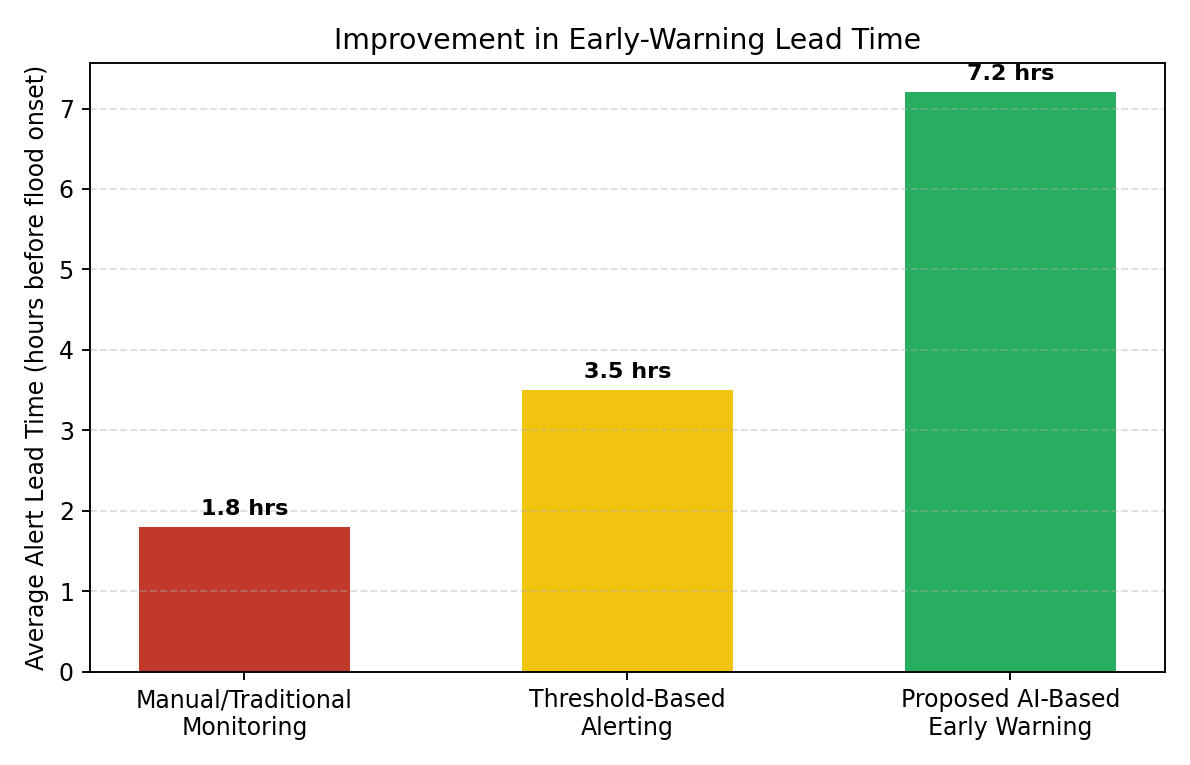 Improvement in Early-Warning Lead Time
Average Alert Lead Time (hours before flood onset)
7
6
5
4
3
2
1
0
1.8 hrs
3.5 hrs
7.2 hrs
Manual/Traditional
Monitoring
Threshold-Based
Alerting
Proposed AI-Based
Early Warning